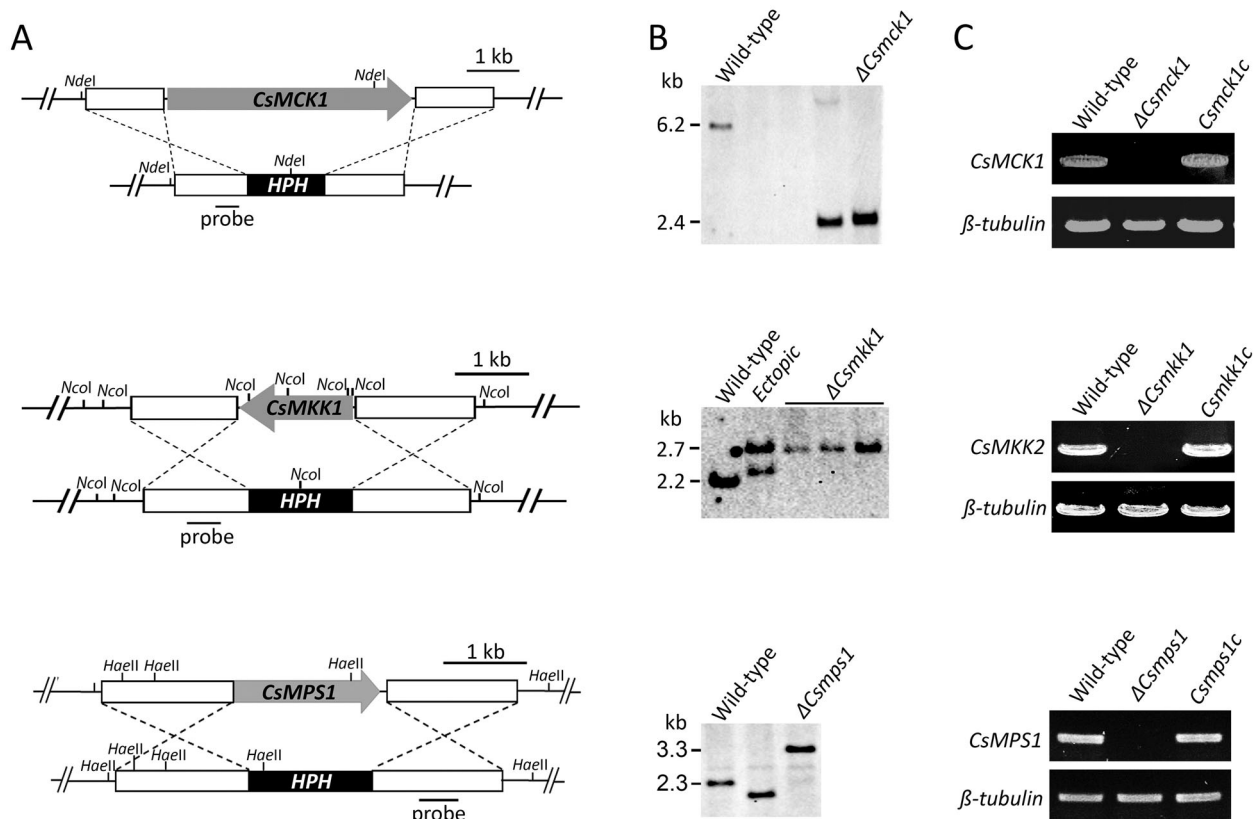 A
1 kb
NdeI
NdeI
CsMCK1
NdeI
NdeI
HPH
probe
1 kb
NcoI
NcoI
NcoI
NcoI
NcoI
NcoI
CsMKK1
NcoI
NcoI
NcoI
NcoI
HPH
probe
1 kb
HaeII
HaeII
HaeII
HaeII
CsMPS1
HaeII
HaeII
HaeII
HaeII
HaeII
HPH
probe
B
Wild-type
ΔCsmck1
kb
6.2
2.4
Wild-type
Ectopic
ΔCsmkk1
kb
2.7
2.2
Wild-type
ΔCsmps1
kb
3.3
2.3
C
Wild-type
ΔCsmck1
Csmck1c
CsMCK1
ß-tubulin
Wild-type
ΔCsmkk1
Csmkk1c
CsMKK2
ß-tubulin
Wild-type
ΔCsmps1
Csmps1c
CsMPS1
ß-tubulin